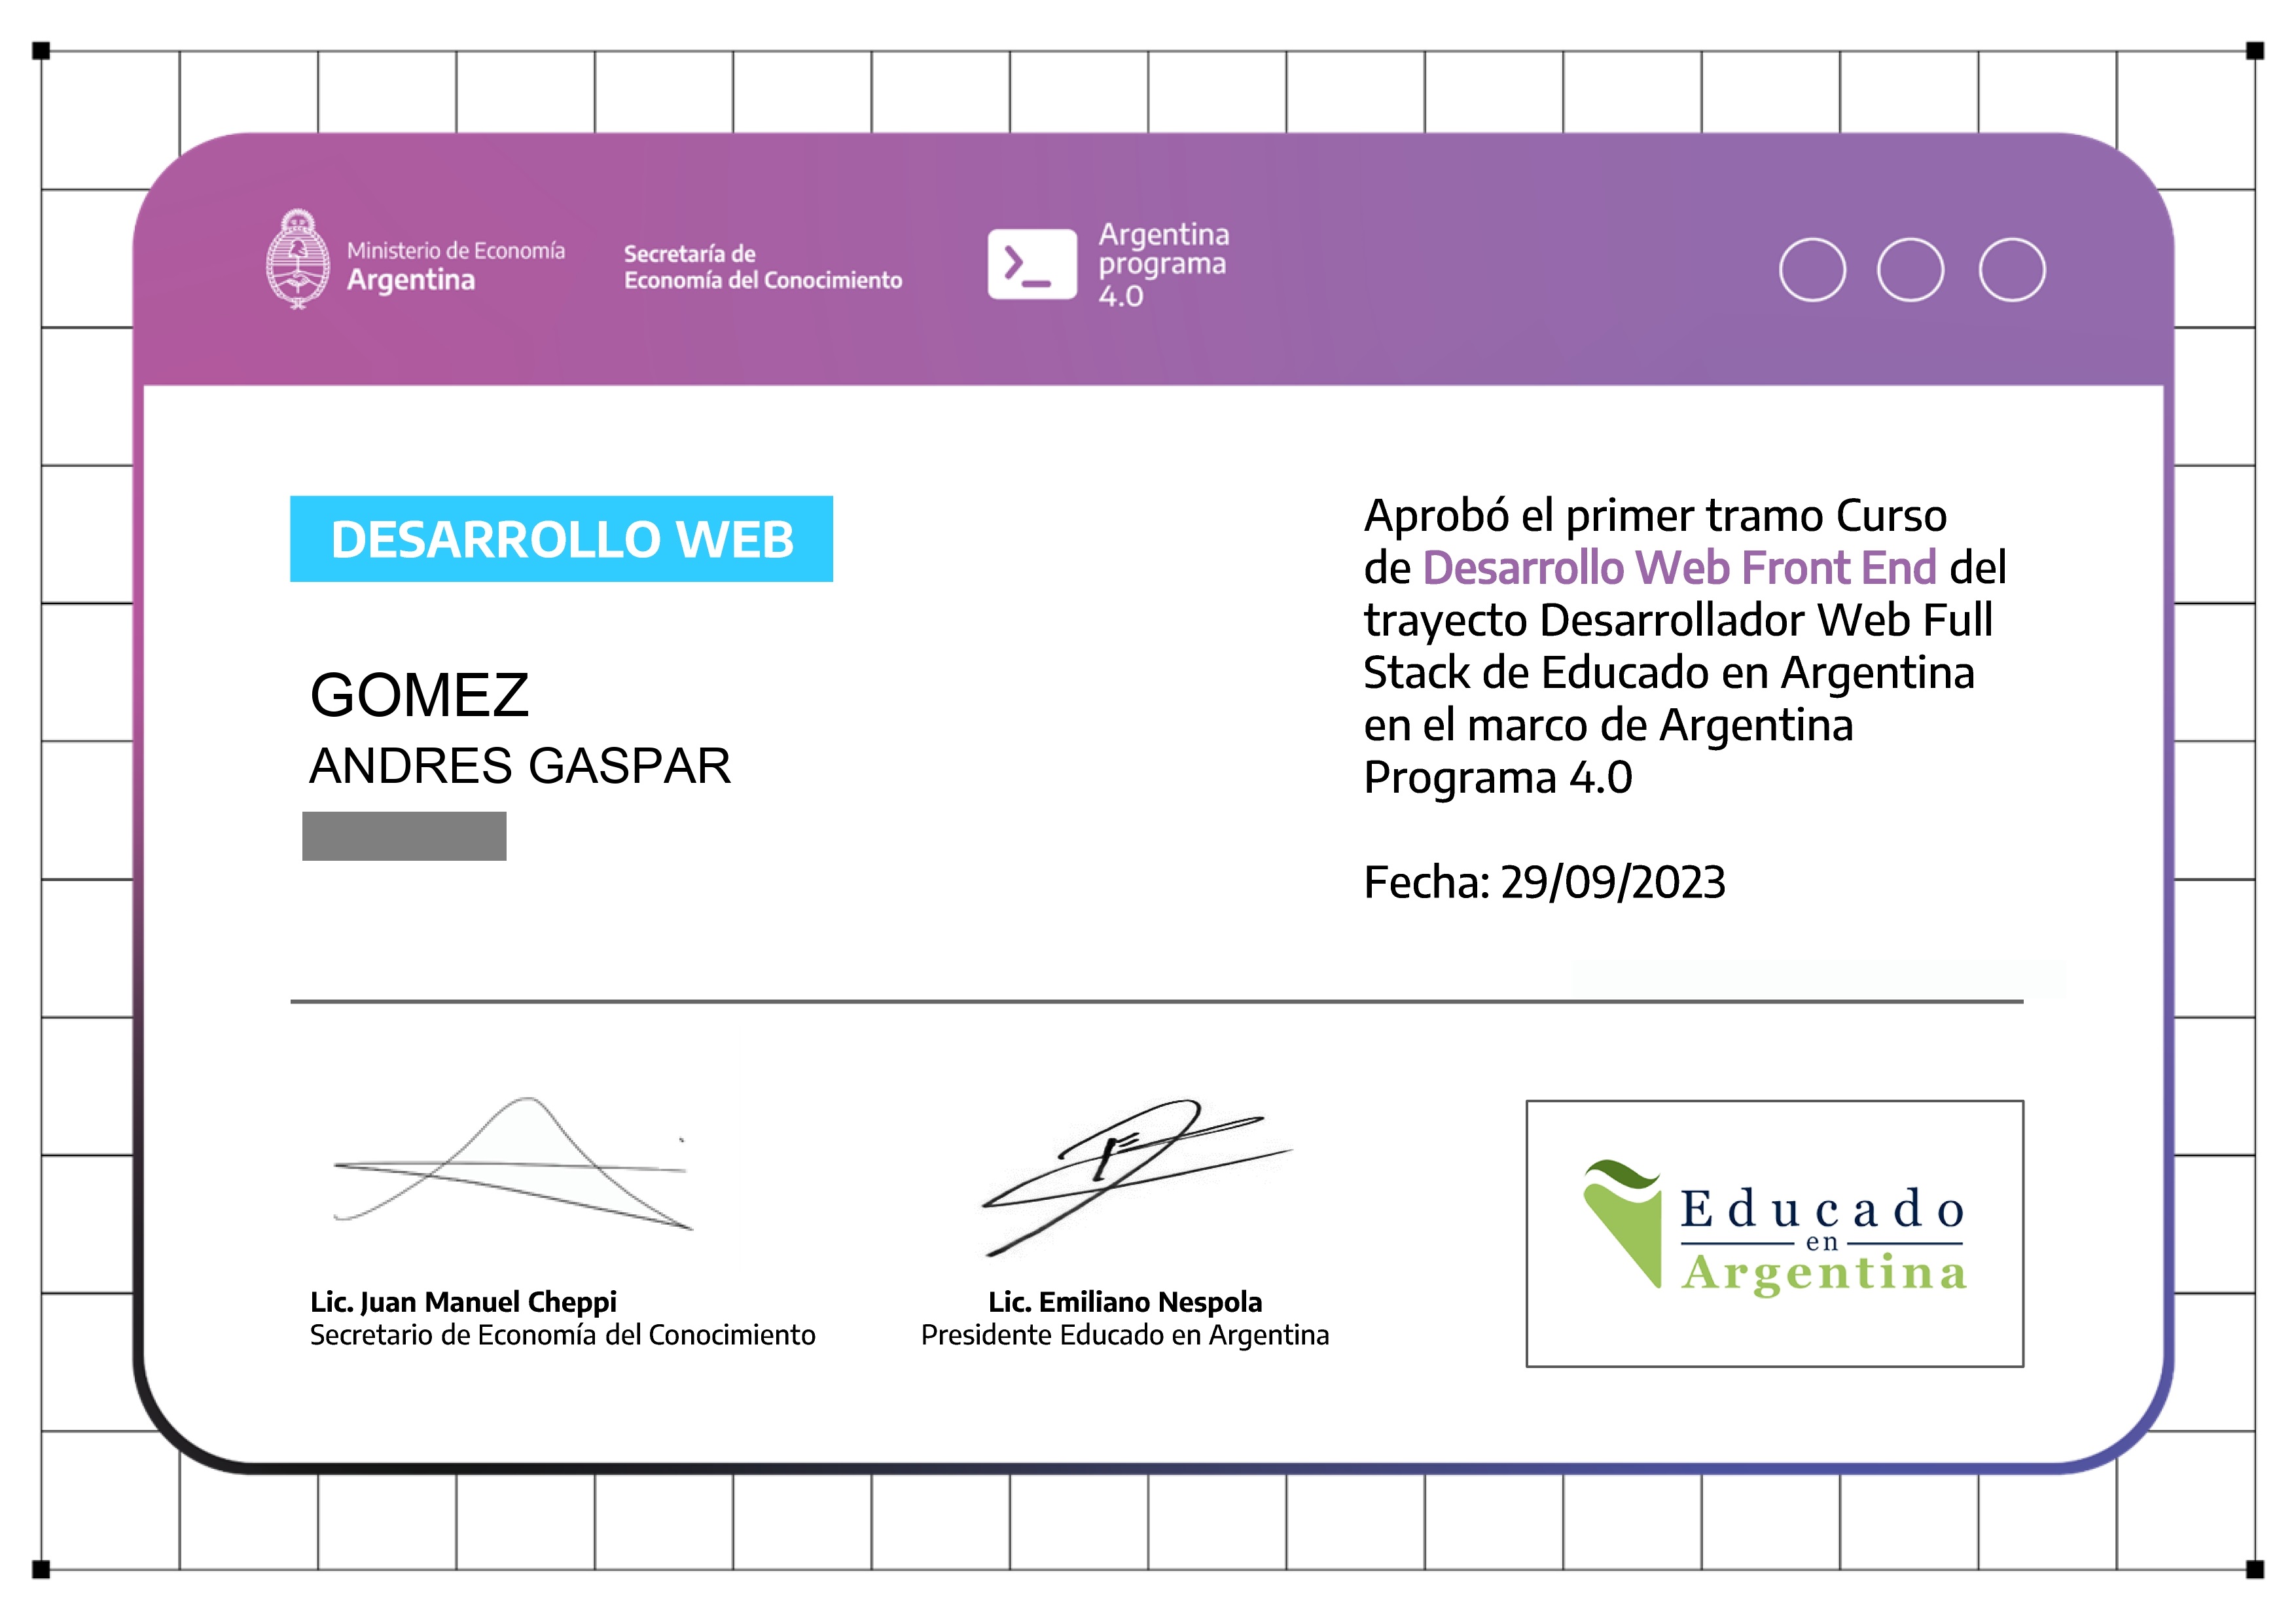 Ministerio de Economía
Argentina
Secretaría de
Economía del Conocimiento
Argentina
programa
4.0
DESARROLLO WEB
GOMEZ
ANDRES GASPAR
Aprobó el primer tramo Curso
de Desarrollo Web Front End del
trayecto Desarrollador Web Full
Stack de Educado en Argentina
en el marco de Argentina
Programa 4.0
Fecha: 29/09/2023
Lic. Juan Manuel Cheppi
Secretario de Economía del Conocimiento
Lic. Emiliano Nespola
Presidente Educado en Argentina
Educado
en
Argentina